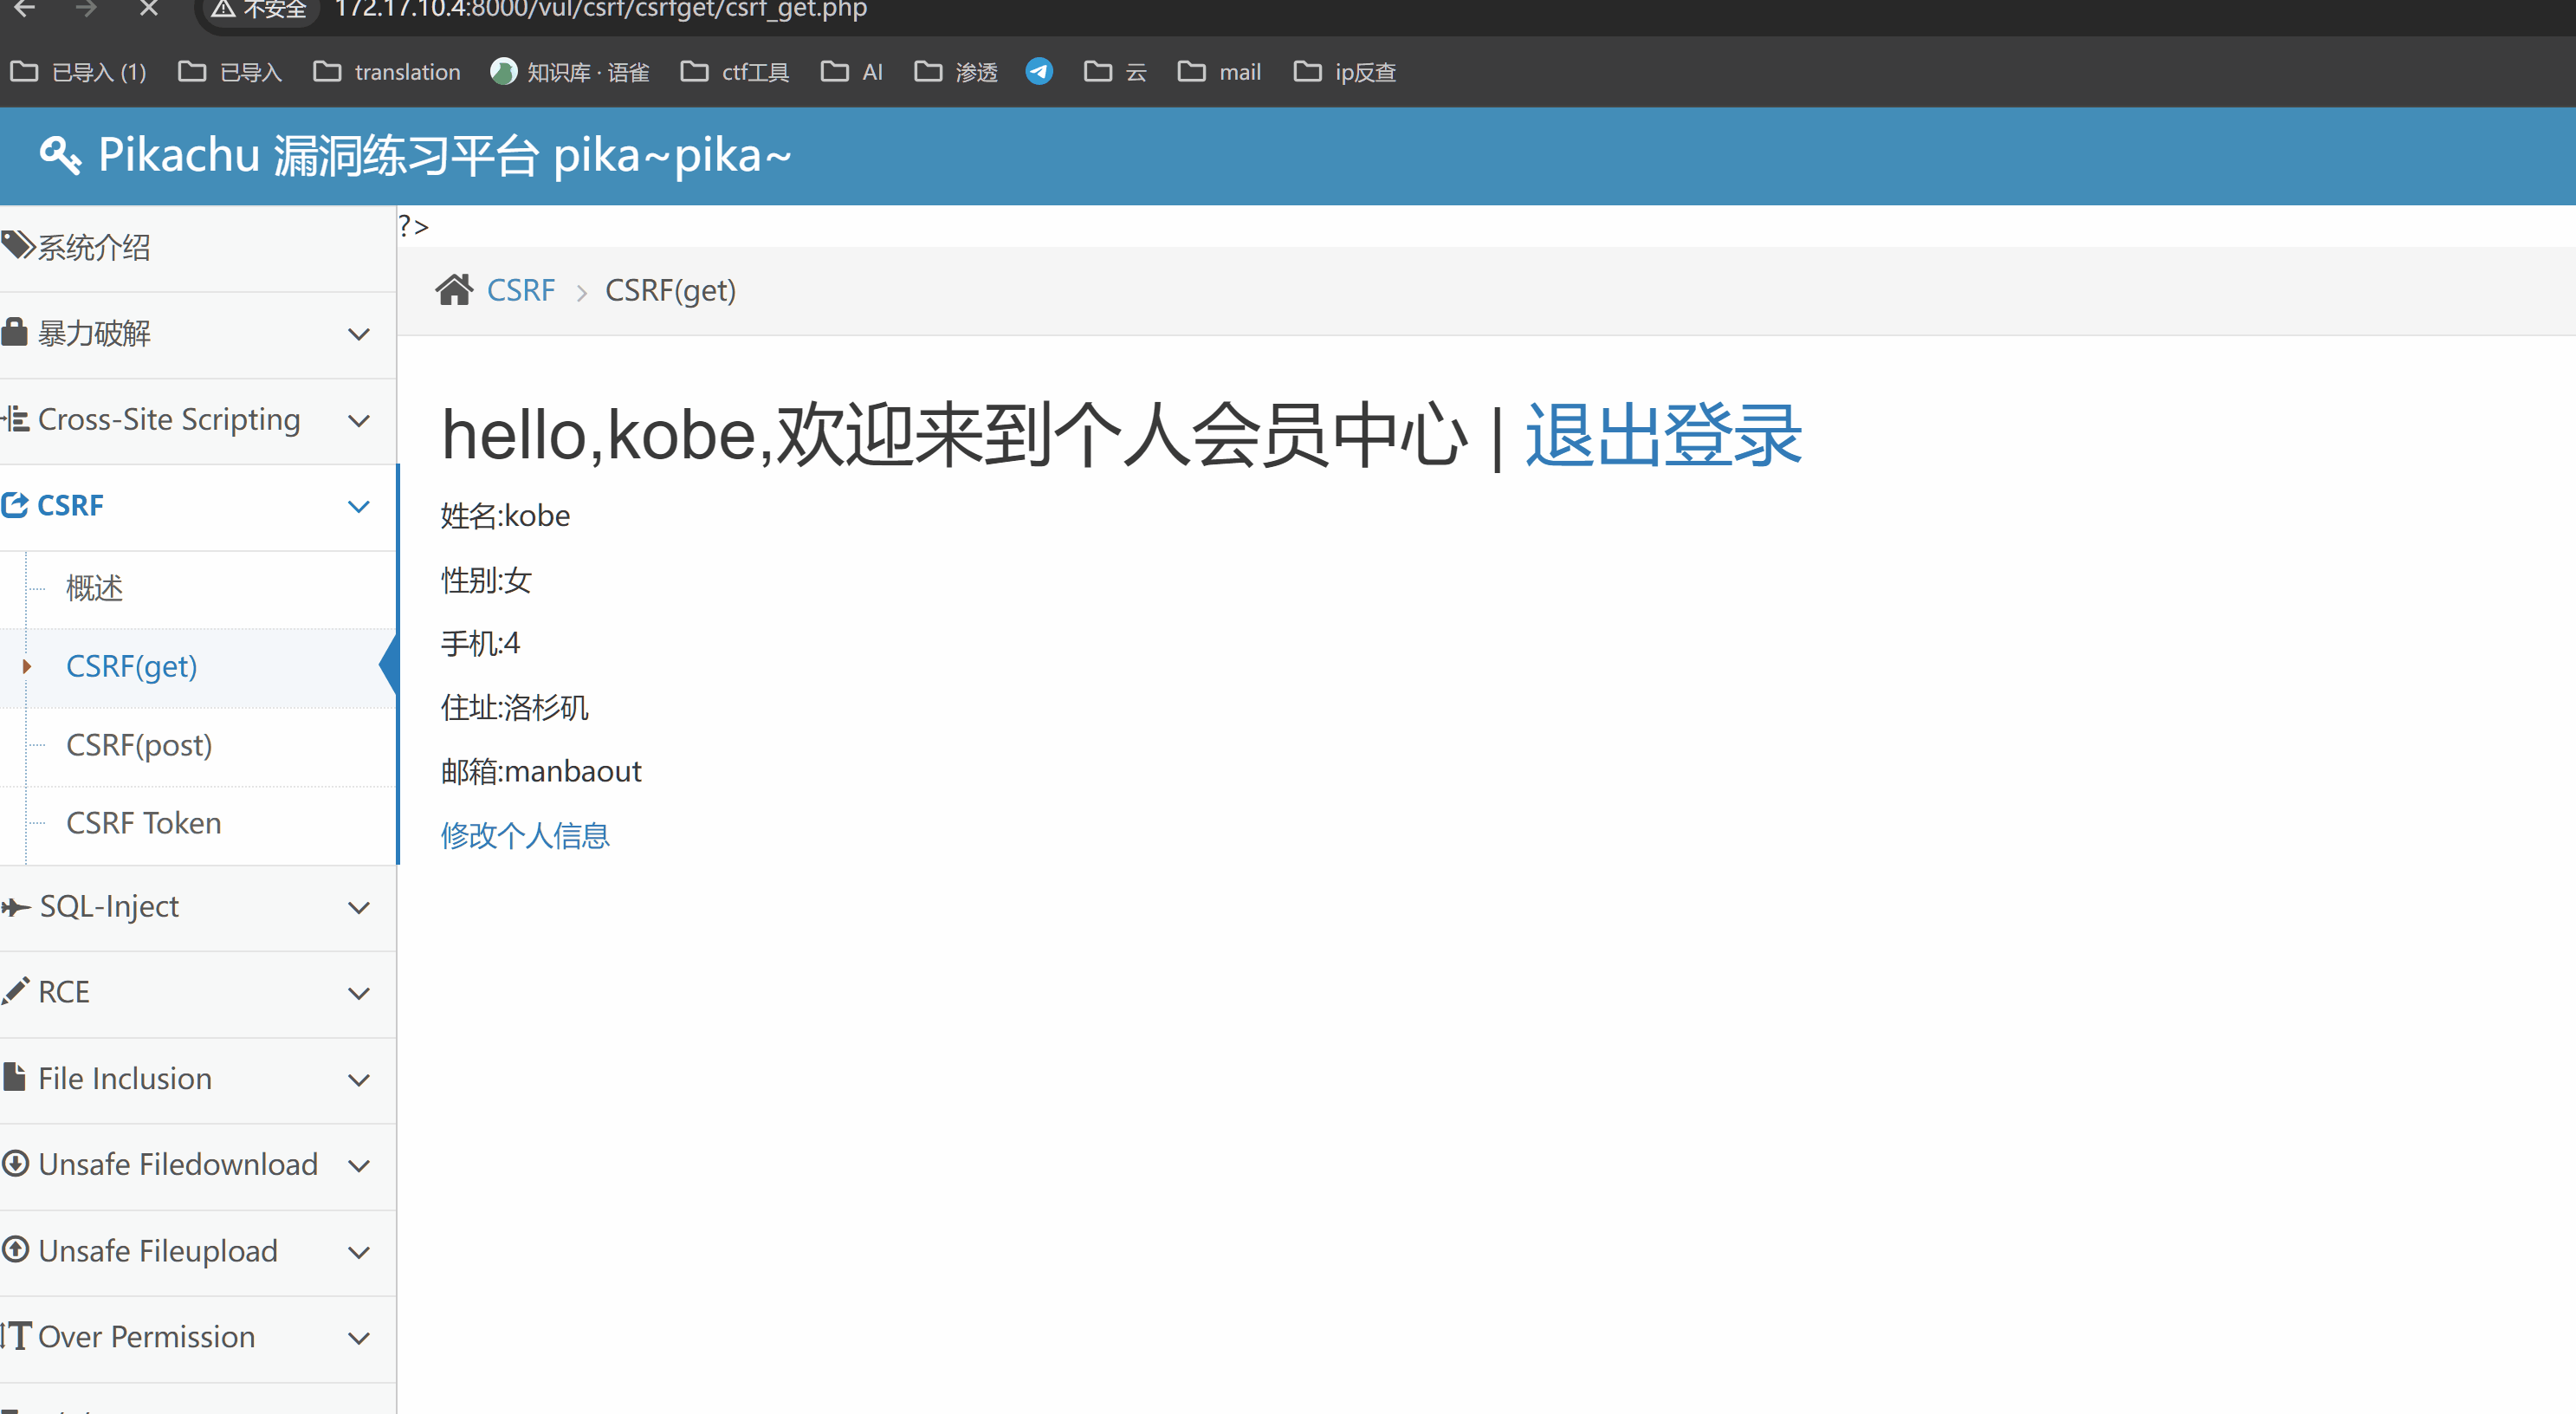 不安全 172.17.10.4:8000/vul/csrf/csrfget/csrf_get.php
已导入 (1) 已导入 translation 知识库 · 语雀 ctf工具 AI 渗透 云 mail ip反查
Pikachu 漏洞练习平台 pika~pika~
系统介绍
暴力破解
Cross-Site Scripting
CSRF
概述
CSRF(get)
CSRF(post)
CSRF Token
SQL-Inject
RCE
File Inclusion
Unsafe Filedownload
Unsafe Fileupload
Over Permission
?>
CSRF > CSRF(get)
hello,kobe,欢迎来到个人会员中心 | 退出登录
姓名:kobe
性别:女
手机:4
住址:洛杉矶
邮箱:manbaout
修改个人信息